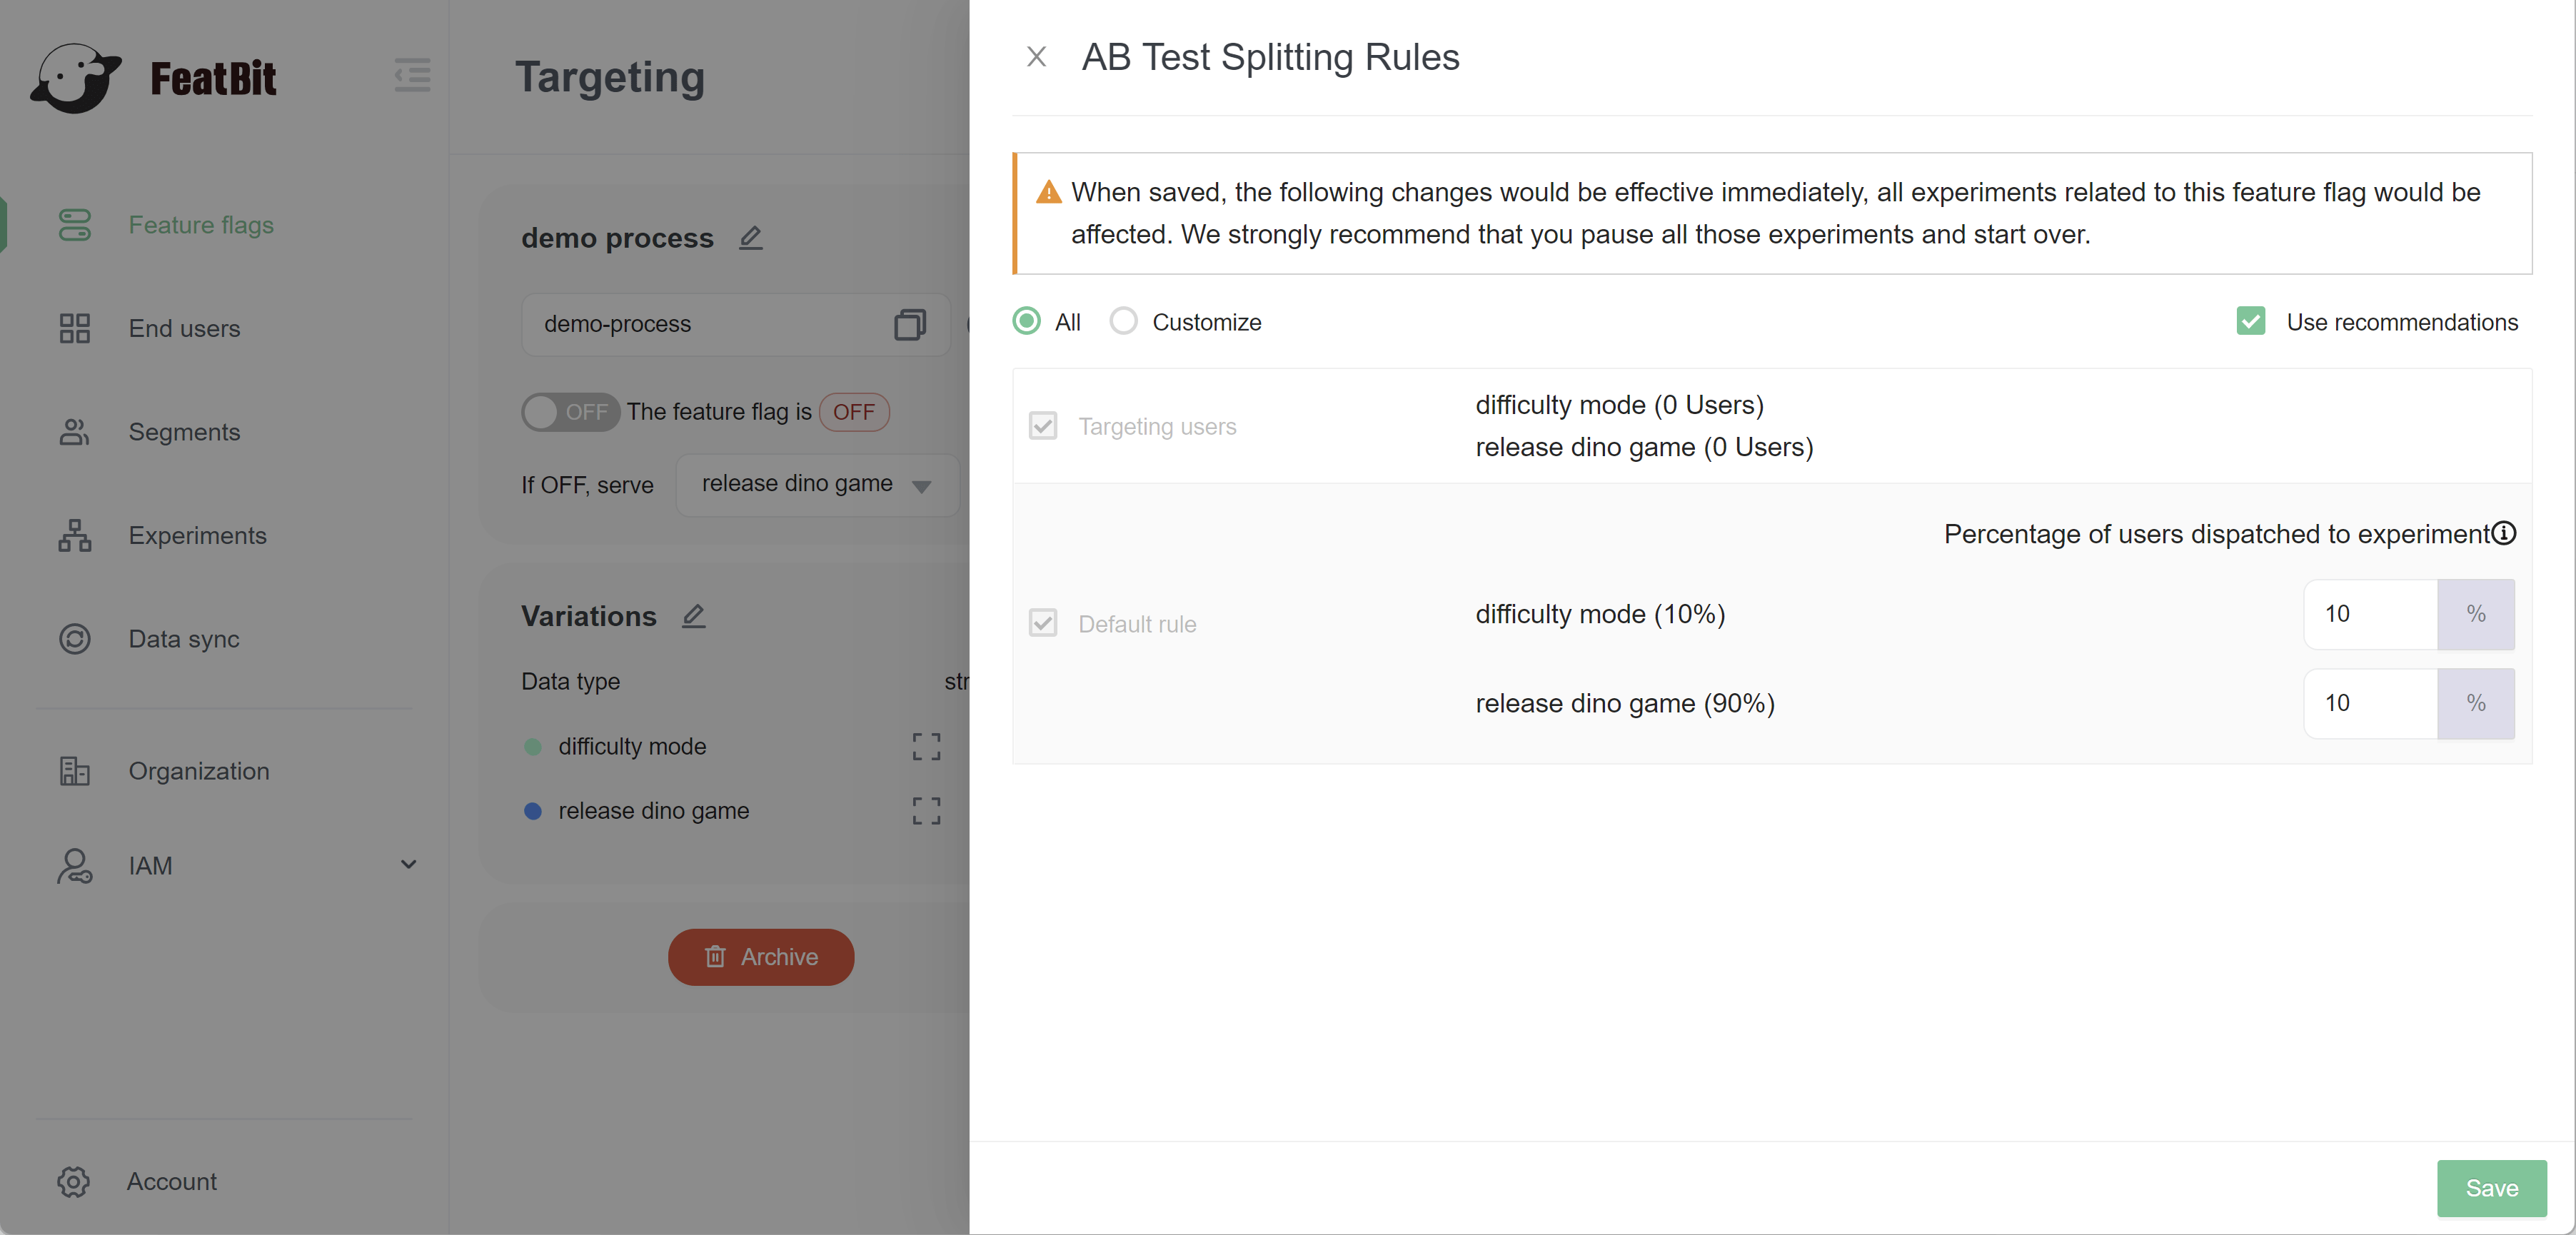 FeatBit
Feature flags
End users
Segments
Experiments
Data sync
Organization
IAM
Account
Targeting
demo process
demo-process
OFF The feature flag is OFF
If OFF, serve release dino game
Variations
Data type
difficulty mode
release dino game
Archive
AB Test Splitting Rules
When saved, the following changes would be effective immediately, all experiments related to this feature flag would be
affected. We strongly recommend that you pause all those experiments and start over.
All Customize Use recommendations
Targeting users
difficulty mode (0 Users)
release dino game (0 Users)
Percentage of users dispatched to experiment
Default rule
difficulty mode (10%) 10 %
release dino game (90%) 10 %
Save